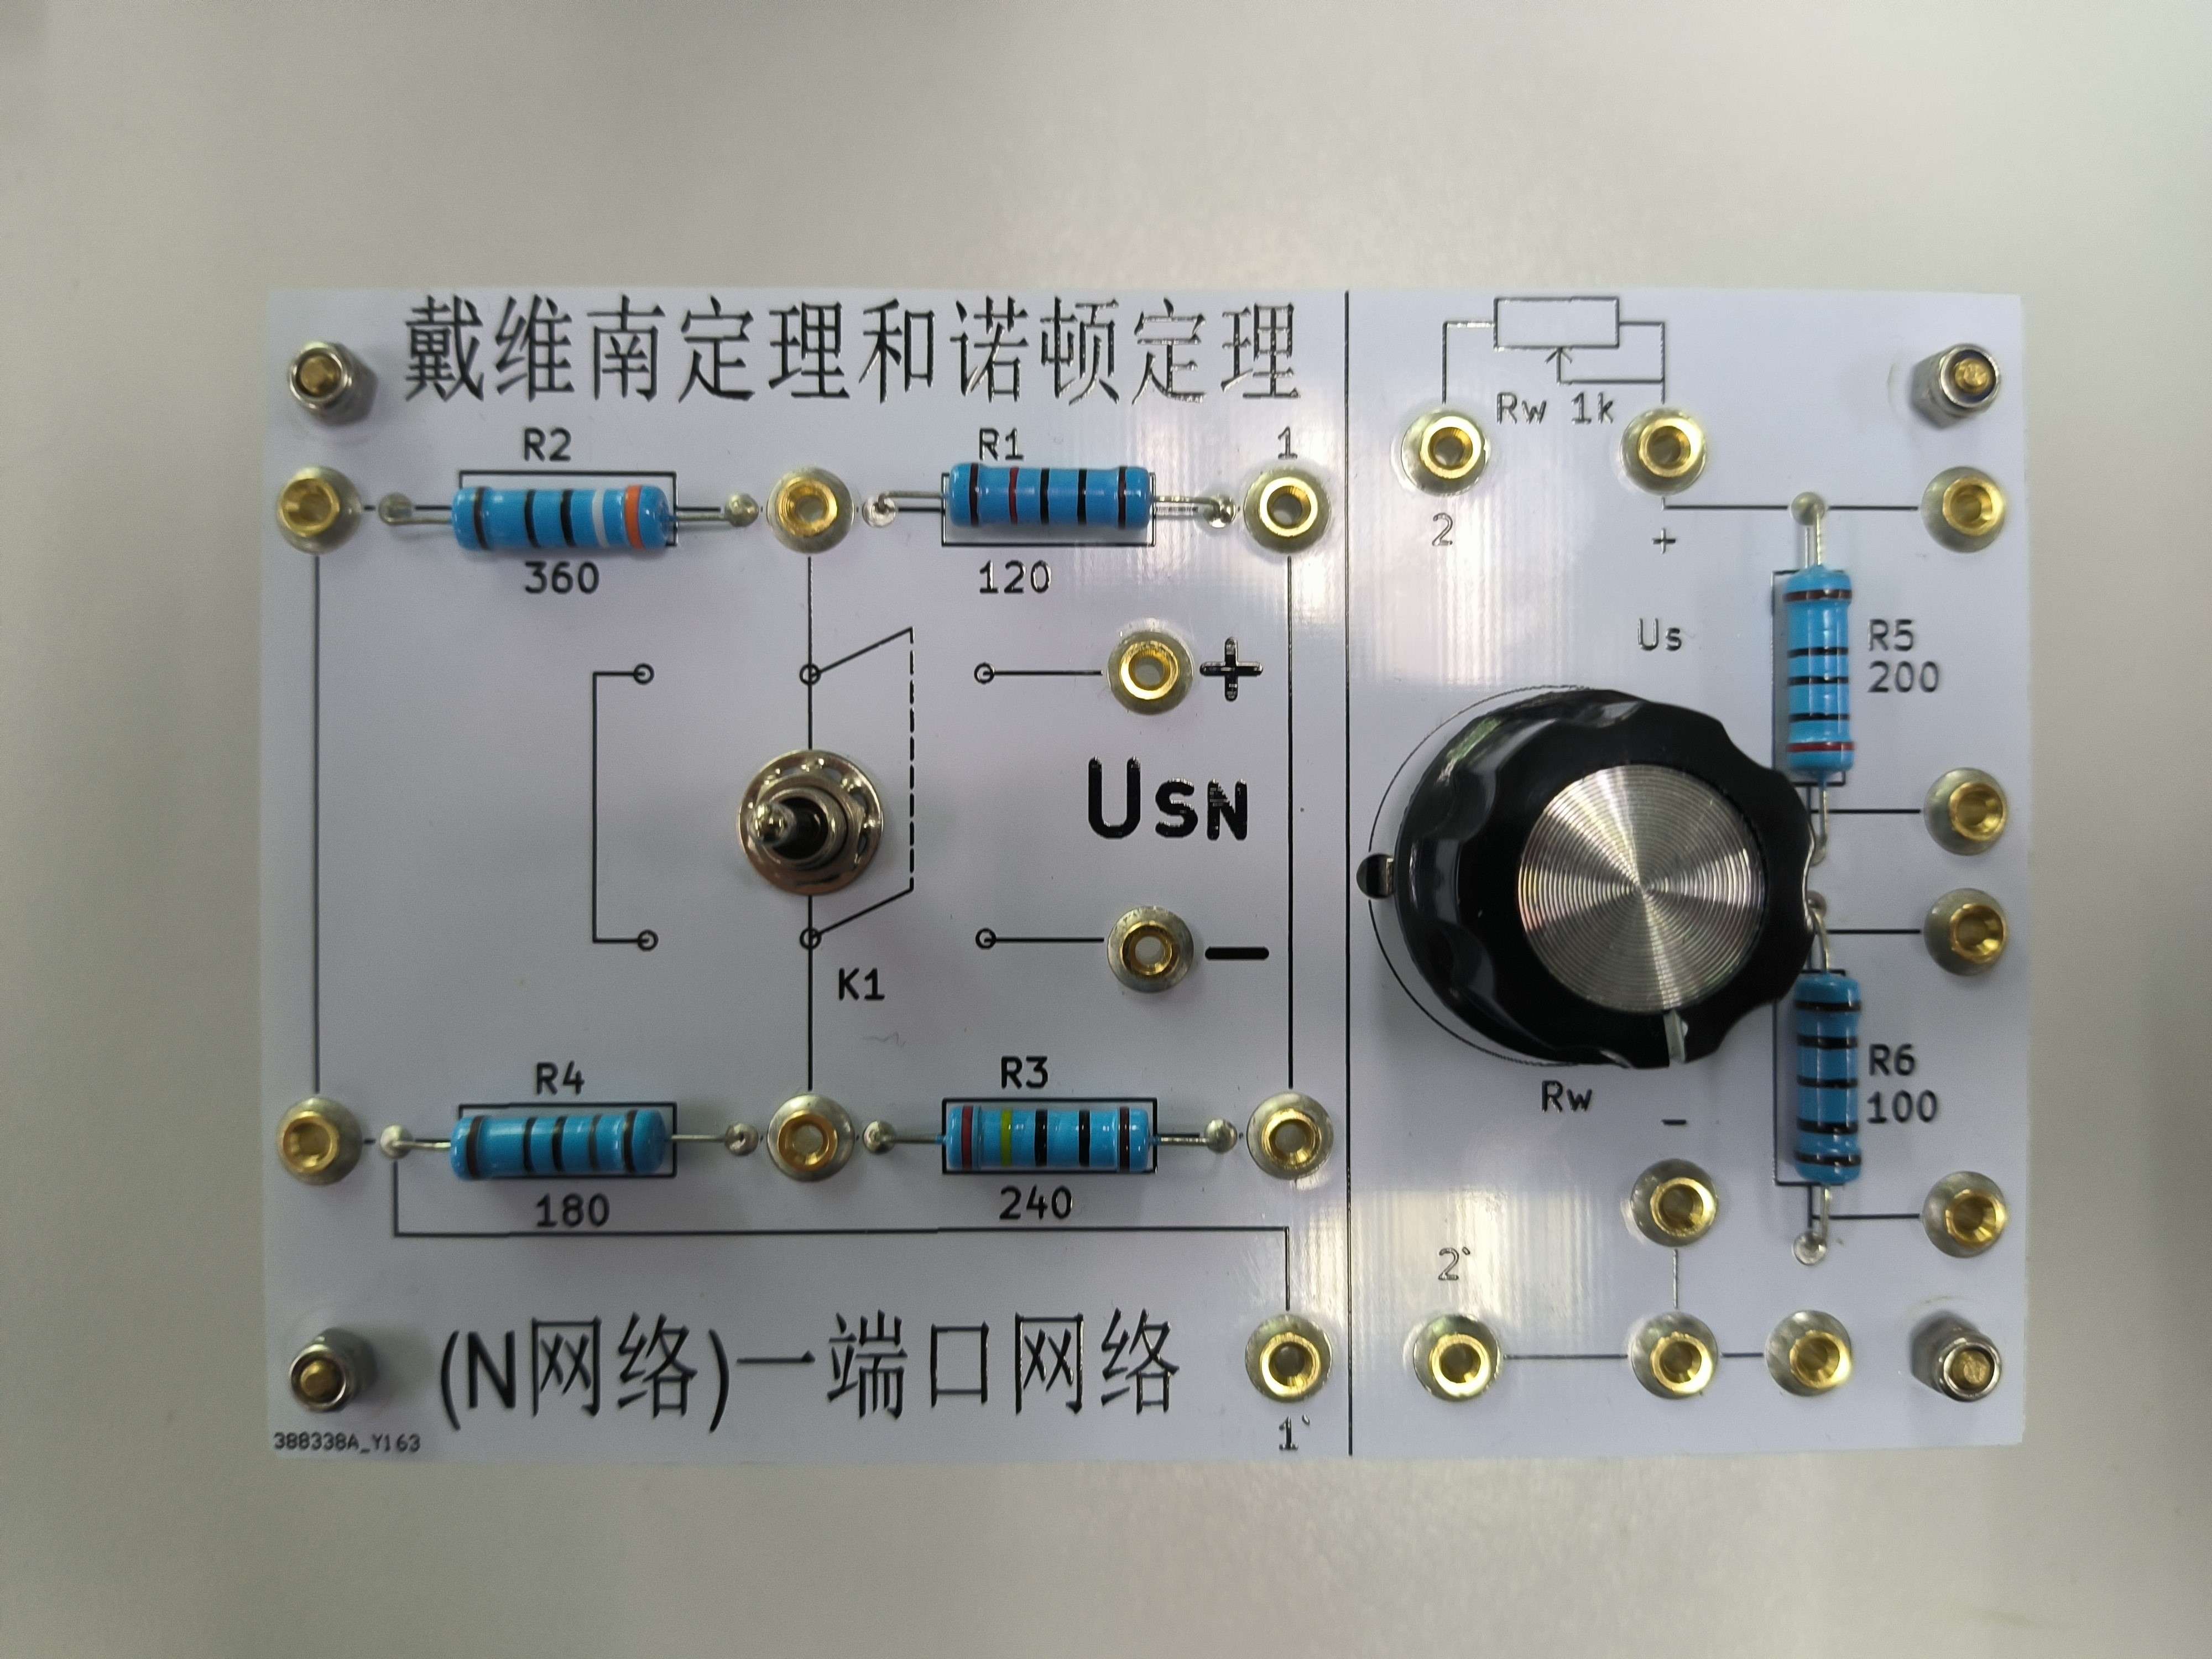 戴维南定理和诺顿定理
R2
360
R1
120
1
+
USN
−
K1
R4
180
R3
240
(N网络)一端口网络
1`
388338A_Y163
Rw 1k
2
+
Us
R5
200
Rw
−
R6
100
2`